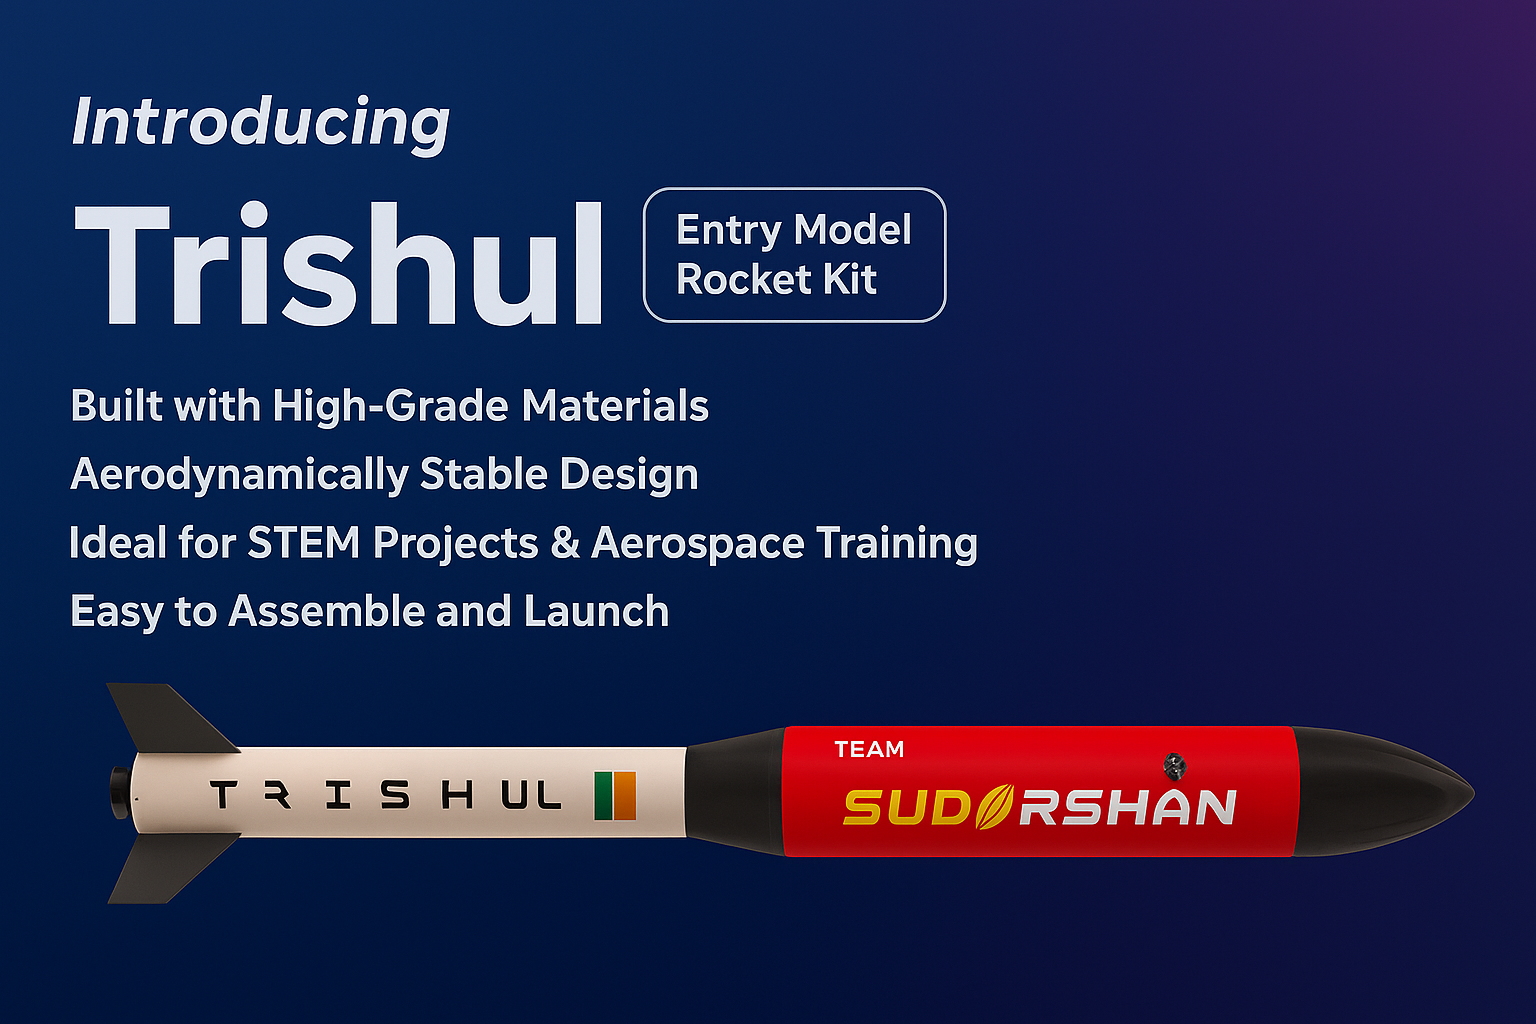 Introducing
Trishul
Entry Model
Rocket Kit
Built with High-Grade Materials
Aerodynamically Stable Design
Ideal for STEM Projects & Aerospace Training
Easy to Assemble and Launch
TRISHUL
TEAM
SUDORSHAN